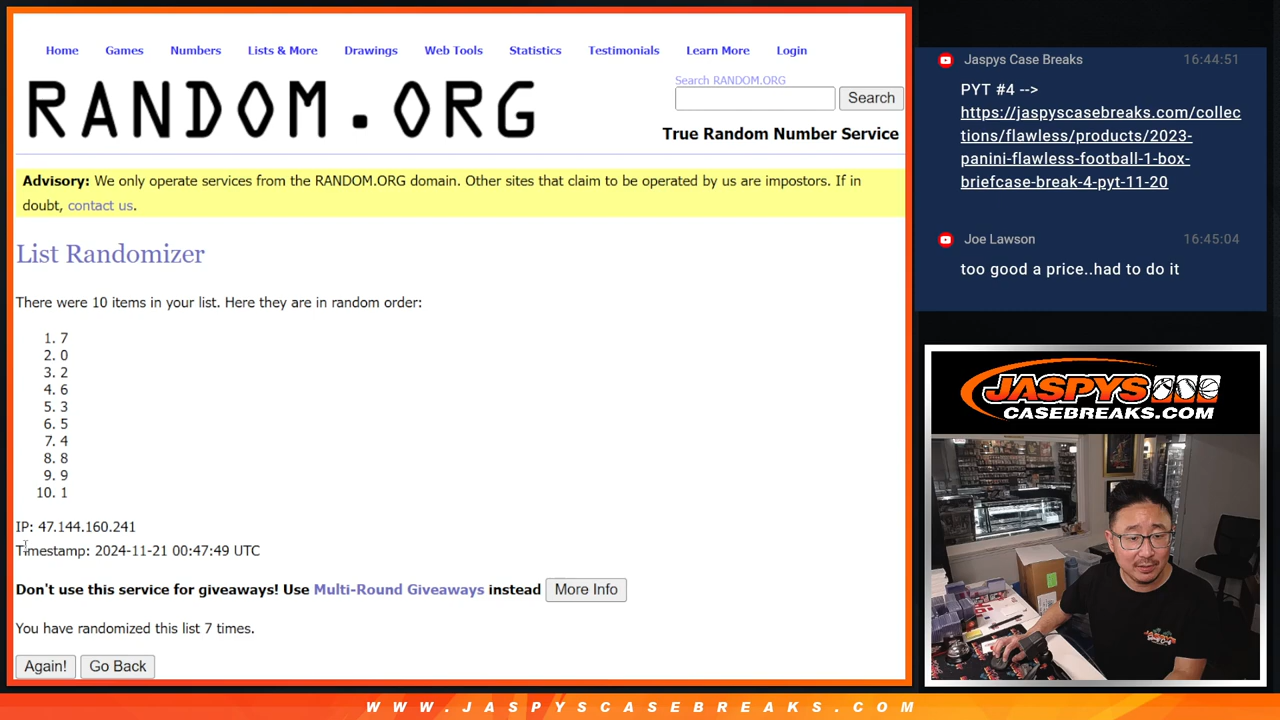 Home Games Numbers Lists & More Drawings Web Tools Statistics Testimonials Learn More Login
RANDOM.ORG
Search RANDOM.ORG
Search
True Random Number Service
Advisory: We only operate services from the RANDOM.ORG domain. Other sites that claim to be operated by us are impostors. If in
doubt, contact us.
List Randomizer
There were 10 items in your list. Here they are in random order:
1. 7
2. 0
3. 2
4. 6
5. 3
6. 5
7. 4
8. 8
9. 9
10. 1
IP: 47.144.160.241
Timestamp: 2024-11-21 00:47:49 UTC
Don't use this service for giveaways! Use Multi-Round Giveaways instead More Info
You have randomized this list 7 times.
Again! Go Back
Jaspys Case Breaks 16:44:51
PYT #4 -->
https://jaspyscasebreaks.com/collec
tions/flawless/products/2023-
panini-flawless-football-1-box-
briefcase-break-4-pyt-11-20
Joe Lawson 16:45:04
too good a price..had to do it
JASPYS
CASEBREAKS.COM
JASPYS
WWW.JASPYSCASEBREAKS.COM